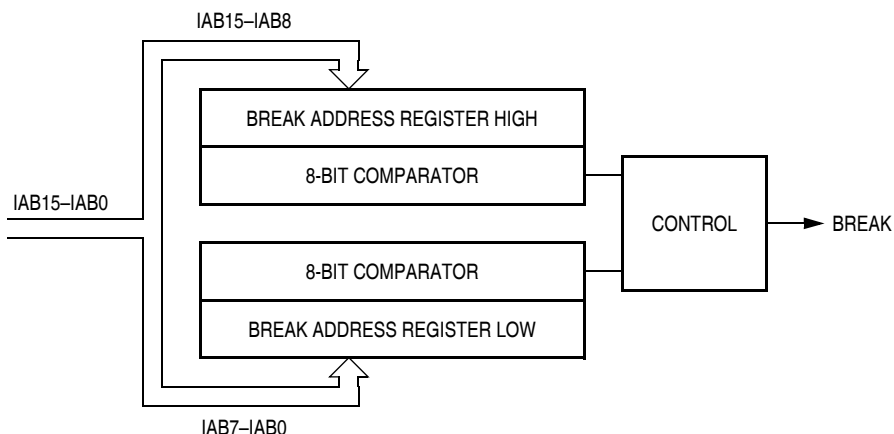 IAB15–IAB8
BREAK ADDRESS REGISTER HIGH
8-BIT COMPARATOR
IAB15–IAB0
CONTROL
BREAK
8-BIT COMPARATOR
BREAK ADDRESS REGISTER LOW
IAB7–IAB0